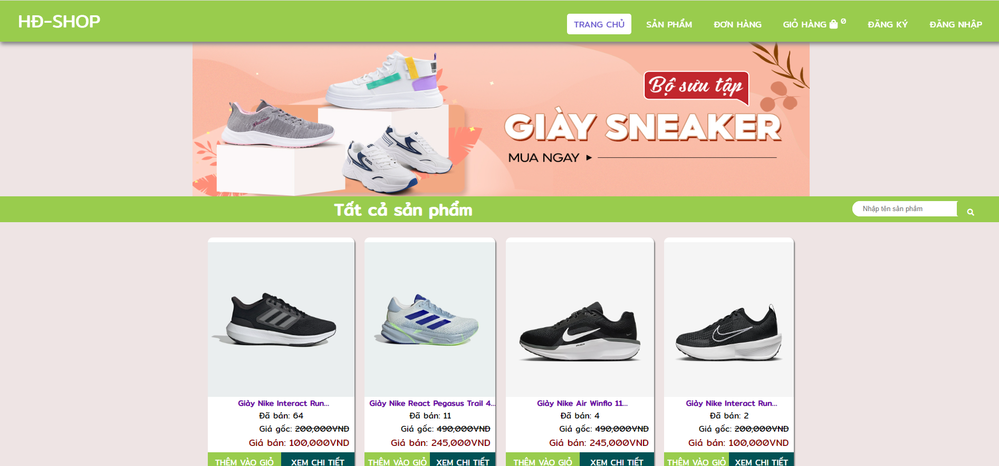 HĐ-SHOP
TRANG CHỦ SẢN PHẨM ĐƠN HÀNG GIỎ HÀNG 0 ĐĂNG KÝ ĐĂNG NHẬP
Bộ sưu tập
GIÀY SNEAKER
MUA NGAY
Tất cả sản phẩm
Nhập tên sản phẩm
Giày Nike Interact Run...
Đã bán: 64
Giá gốc: 200,000VND
Giá bán: 100,000VND
THÊM VÀO GIỎ XEM CHI TIẾT
Giày Nike React Pegasus Trail 4...
Đã bán: 11
Giá gốc: 490,000VND
Giá bán: 245,000VND
THÊM VÀO GIỎ XEM CHI TIẾT
Giày Nike Air Winflo 11...
Đã bán: 4
Giá gốc: 490,000VND
Giá bán: 245,000VND
THÊM VÀO GIỎ XEM CHI TIẾT
Giày Nike Interact Run...
Đã bán: 2
Giá gốc: 200,000VND
Giá bán: 100,000VND
THÊM VÀO GIỎ XEM CHI TIẾT